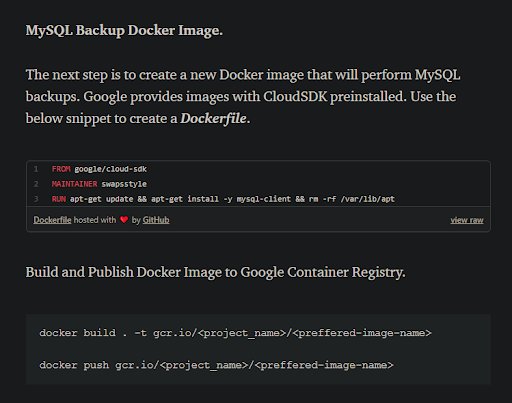 MySQL Backup Docker Image.
The next step is to create a new Docker image that will perform MySQL
backups. Google provides images with CloudSDK preinstalled. Use the
below snippet to create a Dockerfile.
1 FROM google/cloud-sdk
2 MAINTAINER swapsstyle
3 RUN apt-get update && apt-get install -y mysql-client && rm -rf /var/lib/apt
Dockerfile hosted with ❤ by GitHub view raw
Build and Publish Docker Image to Google Container Registry.
docker build . -t gcr.io/<project_name>/<preffered-image-name>
docker push gcr.io/<project_name>/<preffered-image-name>